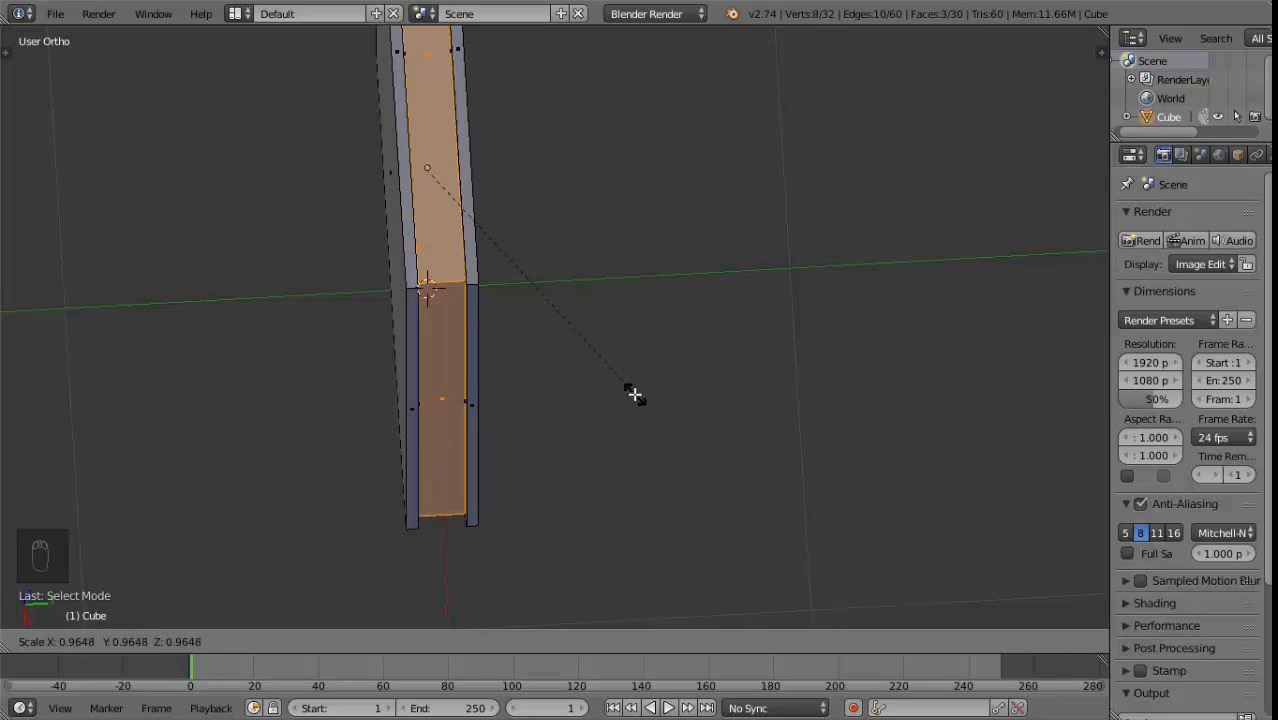 File Render Window Help Default Scene Blender Render v2.74 | Verts:8/32 | Edges:10/60 | Faces:3/30 | Tris:60 | Mem:11.66M | Cube
User Ortho
View Search All S
Scene
RenderLay
World
Cube
Scene
Render
Rend Anim Audio
Display: Image Edit
Dimensions
Render Presets
Resolution: Frame Ra...
1920 p Start :1
1080 p En: 250
50% Fram: 1
Aspect Ra... Frame Rate:
: 1.000 24 fps
: 1.000 Time Rem...
1
Anti-Aliasing
5 8 11 16 Mitchell-N
Full Sa 1.000 p
Sampled Motion Blur
Shading
Performance
Post Processing
Stamp
Output
Last: Select Mode
(1) Cube
Scale X: 0.9648 Y: 0.9648 Z: 0.9648
-40 -20 0 20 40 60 80 100 120 140 160 180 200 220 240 260 280
View Marker Frame Playback Start: 1 End: 250 1 No Sync